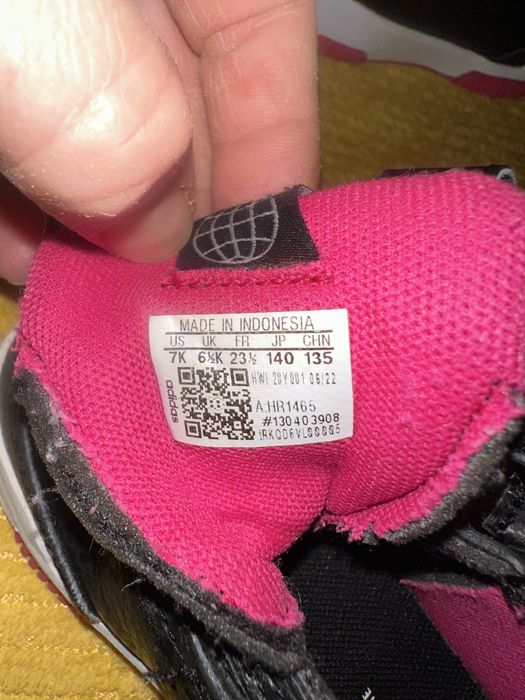 MADE IN INDONESIA
US UK FR JP CHN
7K 6½K 23½ 140 135
adidas
HWI 20Y001 06/22
A.HR1465
#130403908